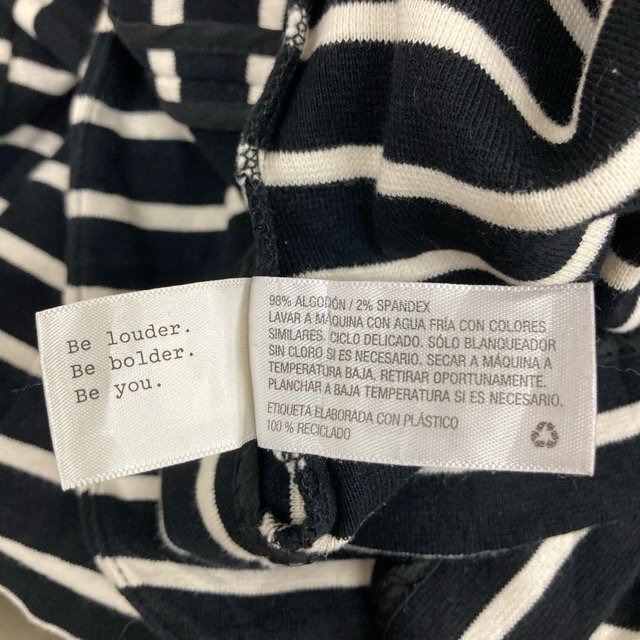 Be louder.
Be bolder.
Be you.
98% ALGODÓN / 2% SPANDEX
LAVAR A MÁQUINA CON AGUA FRÍA CON COLORES
SIMILARES. CICLO DELICADO. SÓLO BLANQUEADOR
SIN CLORO SI ES NECESARIO. SECAR A MÁQUINA A
TEMPERATURA BAJA. RETIRAR OPORTUNAMENTE.
PLANCHAR A BAJA TEMPERATURA SI ES NECESARIO.
ETIQUETA ELABORADA CON PLÁSTICO
100 % RECICLADO